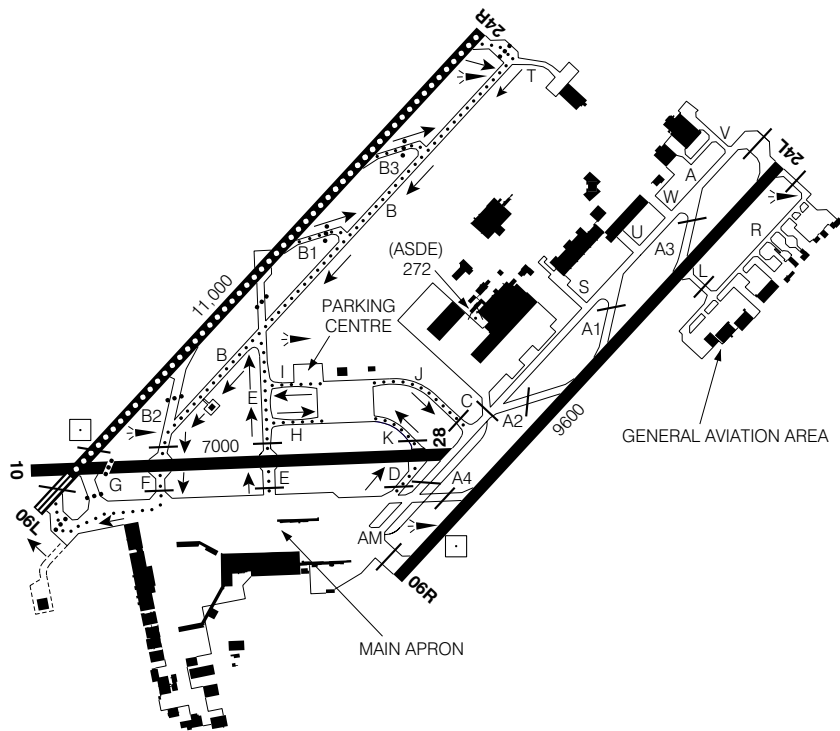 24R
T
V
24L
B3
A
B
W
R
(ASDE)
272
U
A3
B1
L
S
11,000
PARKING
CENTRE
A1
B
I
J
E
C
A2
9600
GENERAL AVIATION AREA
B2
7000
H
K
28
10
G
F
E
D
A4
06L
AM
06R
MAIN APRON